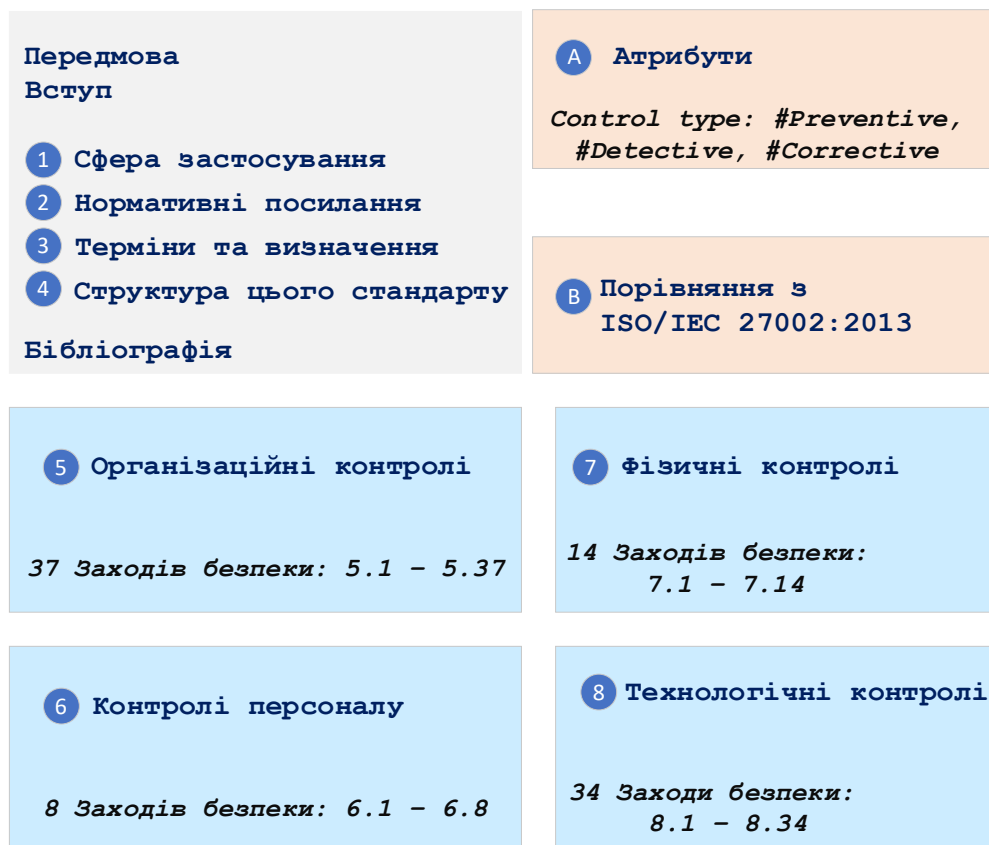 Передмова
Вступ
1 Сфера застосування
2 Нормативні посилання
3 Терміни та визначення
4 Структура цього стандарту
Бібліографія
A Атрибути
Control type: #Preventive,
#Detective, #Corrective
B Порівняння з
ISO/IEC 27002:2013
5 Організаційні контролі
37 Заходів безпеки: 5.1 – 5.37
7 Фізичні контролі
14 Заходів безпеки:
7.1 – 7.14
6 Контролі персоналу
8 Заходів безпеки: 6.1 – 6.8
8 Технологічні контролі
34 Заходи безпеки:
8.1 – 8.34